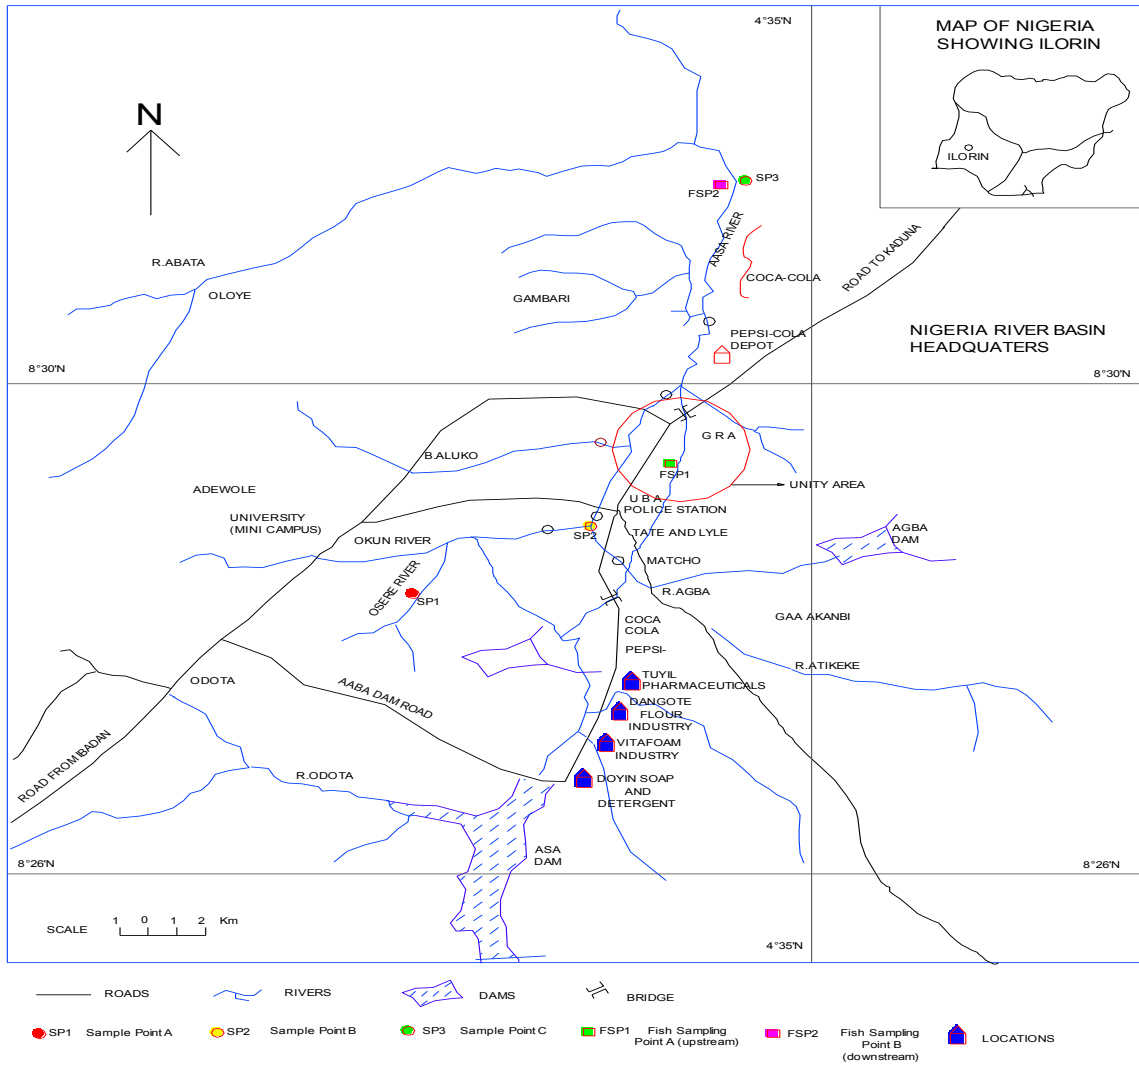 4°35'N
MAP OF NIGERIA
SHOWING ILORIN
ILORIN
N
SP3
FSP2
AASA RIVER
ROAD TO KADUNA
R.ABATA
OLOYE
COCA-COLA
GAMBARI
PEPSI-COLA
DEPOT
NIGERIA RIVER BASIN
HEADQUATERS
8°30'N
8°30'N
G R A
B.ALUKO
FSP1
UNITY AREA
ADEWOLE
U B A
POLICE STATION
UNIVERSITY
(MINI CAMPUS)
OKUN RIVER
SP2
TATE AND LYLE
AGBA
DAM
MATCHO
OSERE RIVER
SP1
R.AGBA
COCA
COLA
GAA AKANBI
PEPSI-
R.ATIKEKE
ODOTA
AABA DAM ROAD
TUYIL
PHARMACEUTICALS
DANGOTE
FLOUR
INDUSTRY
VITAFOAM
INDUSTRY
ROAD FROM IBADAN
R.ODOTA
DOYIN SOAP
AND
DETERGENT
ASA
DAM
8°26'N
8°26'N
SCALE
1 0 1 2 Km
4°35'N
ROADS
RIVERS
DAMS
BRIDGE
SP1 Sample Point A
SP2 Sample Point B
SP3 Sample Point C
FSP1 Fish Sampling
Point A (upstream)
FSP2 Fish Sampling
Point B
(downstream)
LOCATIONS